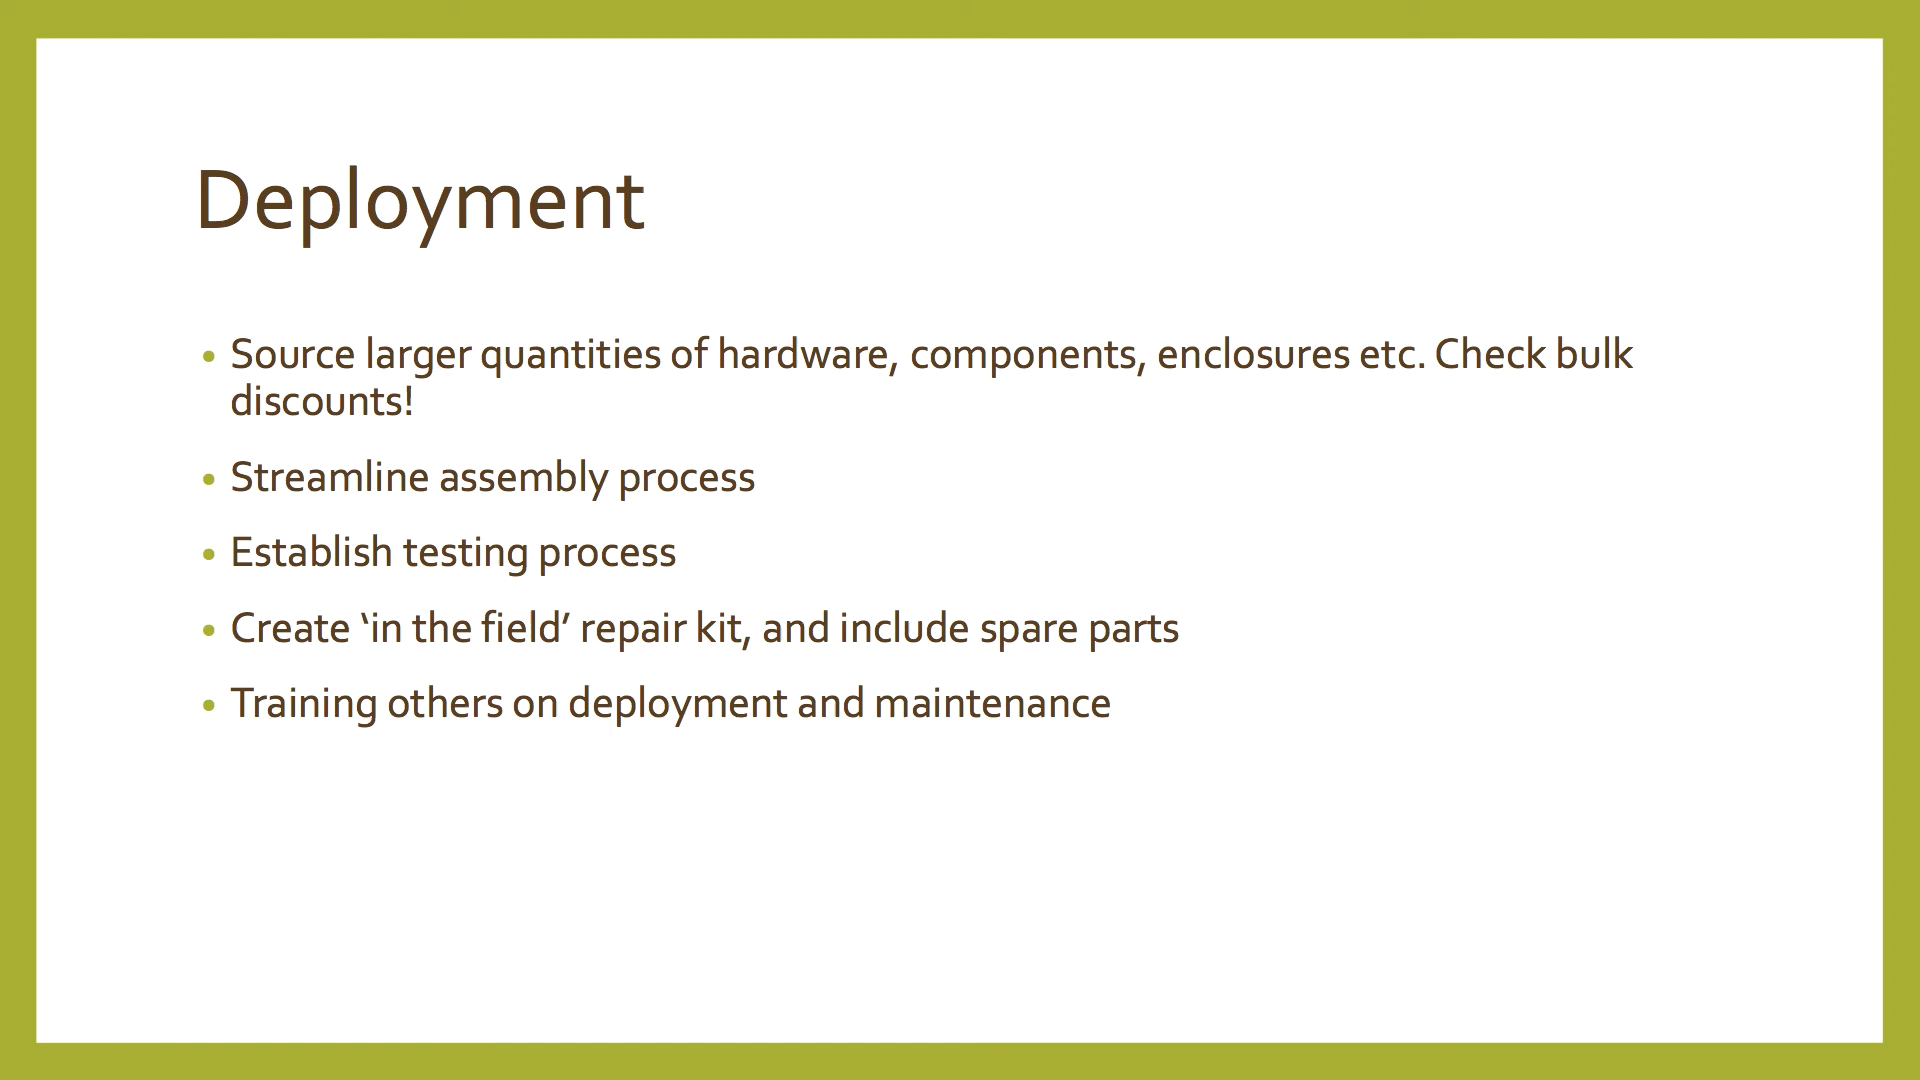 Deployment
• Source larger quantities of hardware, components, enclosures etc. Check bulk
discounts!
• Streamline assembly process
• Establish testing process
• Create ‘in the field’ repair kit, and include spare parts
• Training others on deployment and maintenance